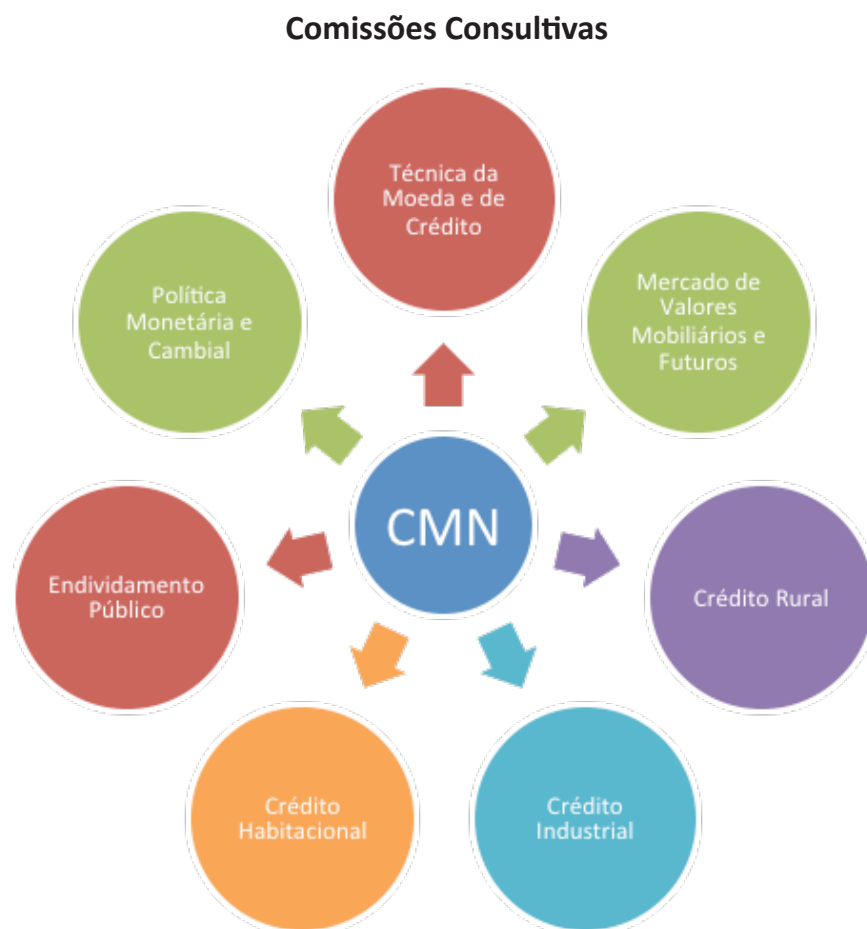 Comissões Consultivas
Técnica da
Moeda e de
Crédito
Mercado de
Valores
Mobiliários e
Futuros
Crédito Rural
Crédito
Industrial
Crédito
Habitacional
Endividamento
Público
Política
Monetária e
Cambial
CMN